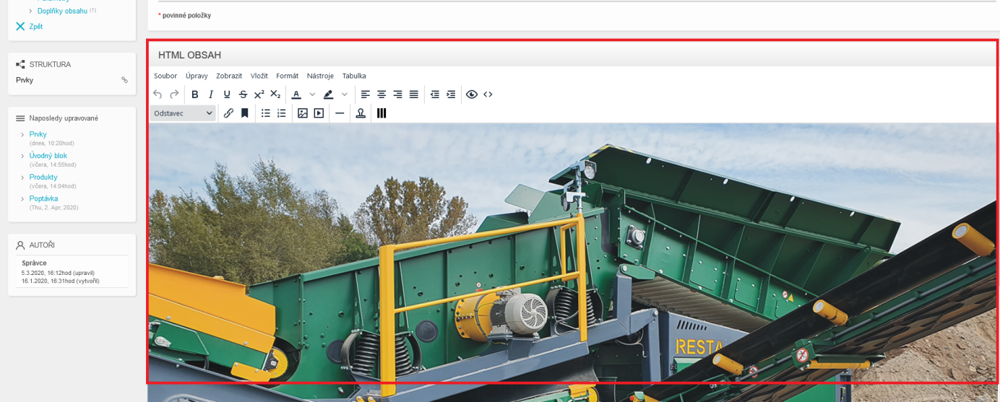 Parametry
Doplňky obsahu (1)
Zpět
STRUKTURA
Prvky
Naposledy upravované
Prvky
(dnes, 10:20hod)
Úvodný blok
(včera, 14:55hod)
Produkty
(včera, 14:04hod)
Poptávka
(Thu, 2. Apr, 2020)
AUTOŘI
Správce
5.3.2020, 16:12hod (upravil)
16.1.2020, 16:31hod (vytvořil)
* povinné položky
HTML OBSAH
Soubor Úpravy Zobrazit Vložit Formát Nástroje Tabulka
Odstavec
RESTA